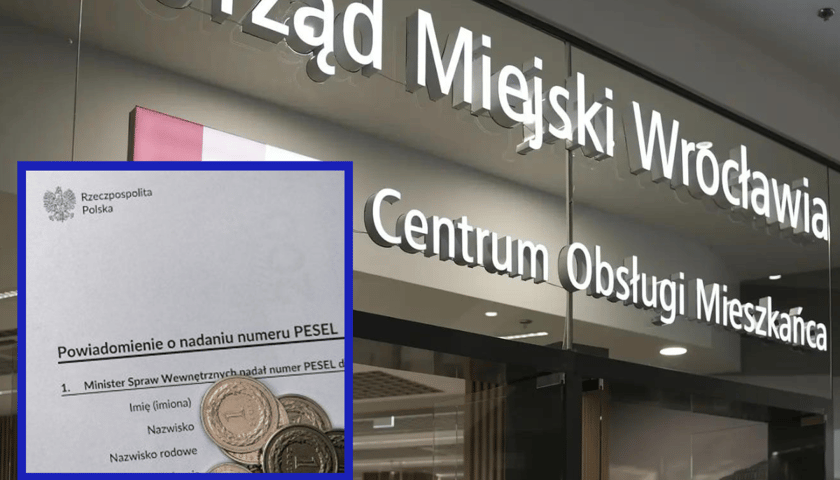 Urząd Miejski Wrocławia
Centrum Obsługi Mieszkańca
Rzeczpospolita
Polska
Powiadomienie o nadaniu numeru PESEL
1. Minister Spraw Wewnętrznych nadał numer PESEL d
Imię (imiona)
Nazwisko
Nazwisko rodowe